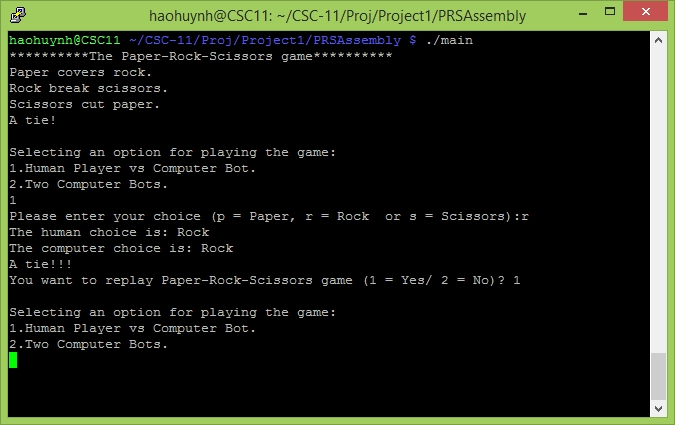 haohuynh@CSC11: ~/CSC-11/Proj/Project1/PRSAssembly
haohuynh@CSC11 ~/CSC-11/Proj/Project1/PRSAssembly $ ./main
**********The Paper-Rock-Scissors game**********
Paper covers rock.
Rock break scissors.
Scissors cut paper.
A tie!
Selecting an option for playing the game:
1.Human Player vs Computer Bot.
2.Two Computer Bots.
1
Please enter your choice (p = Paper, r = Rock  or s = Scissors):r
The human choice is: Rock
The computer choice is: Rock
A tie!!!
You want to replay Paper-Rock-Scissors game (1 = Yes/ 2 = No)? 1
Selecting an option for playing the game:
1.Human Player vs Computer Bot.
2.Two Computer Bots.